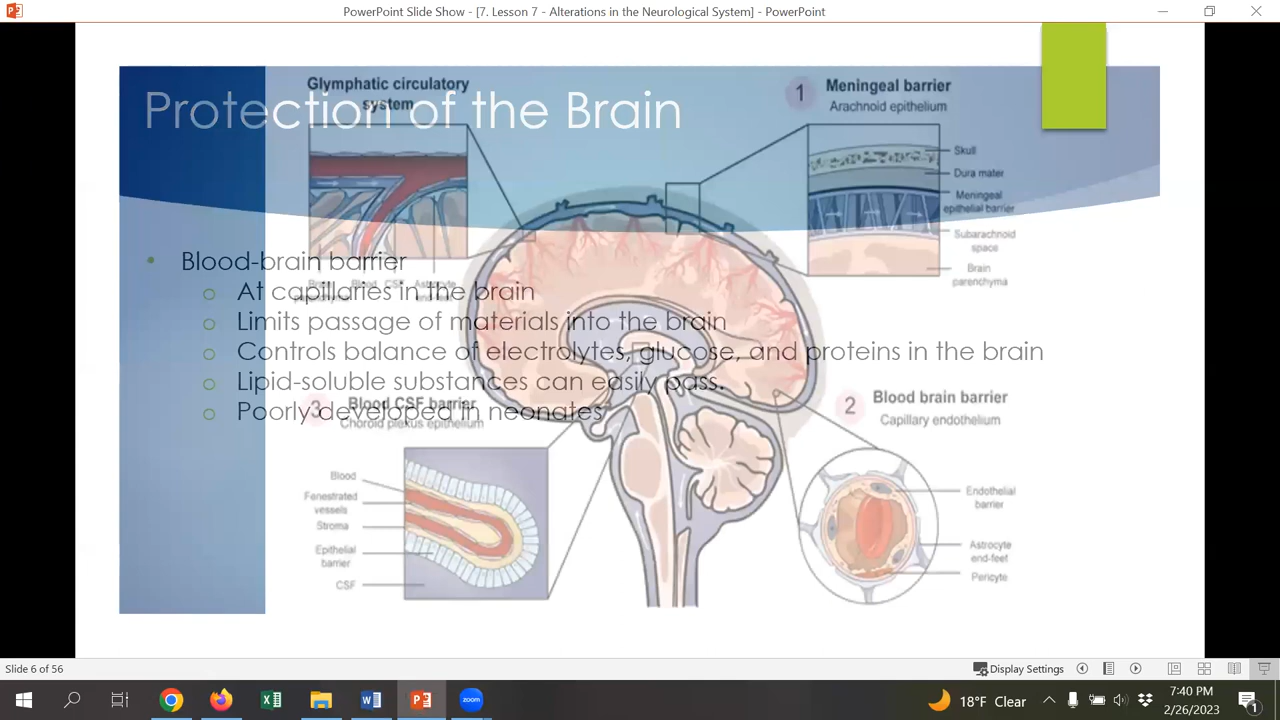 PowerPoint Slide Show - [7. Lesson 7 - Alterations in the Neurological System] - PowerPoint
Protection of the Brain
Glymphatic circulatory
system
1
Meningeal barrier
Arachnoid epithelium
Skull
Dura mater
Meningeal
epithelial barrier
Subarachnoid
space
Brain
parenchyma
• Blood-brain barrier
o At capillaries in the brain
o Limits passage of materials into the brain
o Controls balance of electrolytes, glucose, and proteins in the brain
o Lipid-soluble substances can easily pass.
o Poorly developed in neonates
3
Blood CSF barrier
Choroid plexus epithelium
Blood
Fenestrated
vessels
Stroma
Epithelial
barrier
CSF
2
Blood brain barrier
Capillary endothelium
Endothelial
barrier
Astrocyte
end-feet
Pericyte
Slide 6 of 56
Display Settings
zoom
18°F Clear
7:40 PM
2/26/2023
1